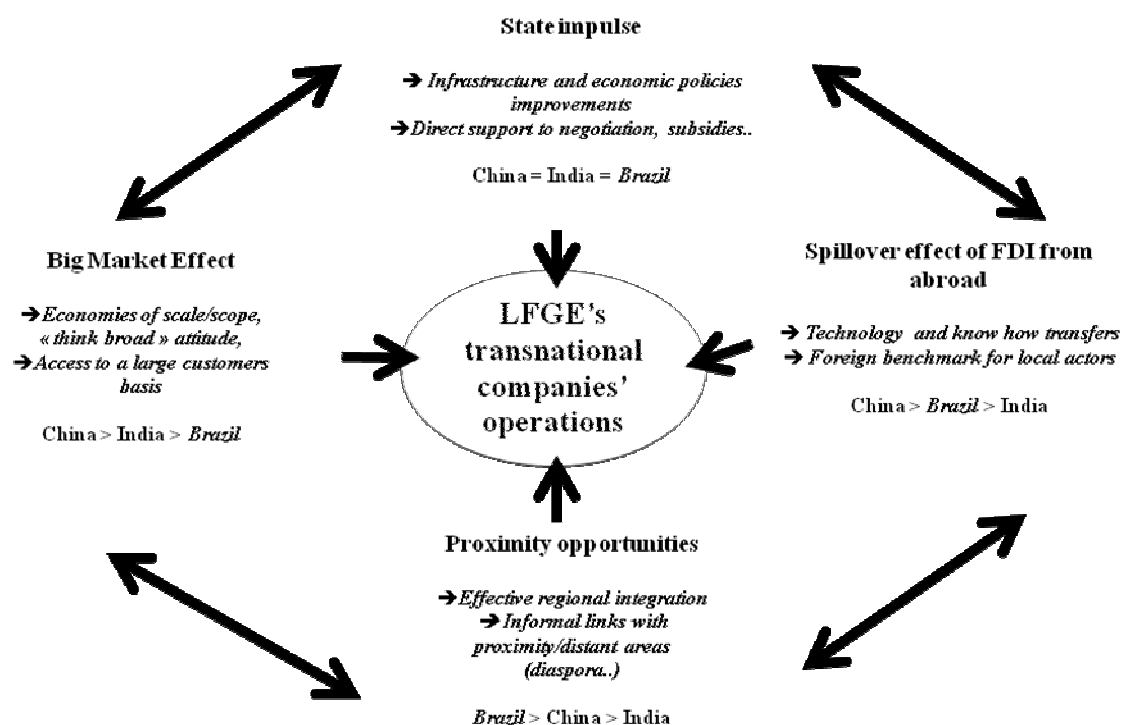 State impulse
➔ Infrastructure and economic policies
improvements
➔Direct support to negotiation, subsidies..
China = India = Brazil
Big Market Effect
➔Economies of scale/scope,
« think broad » attitude,
➔Access to a large customers
basis
China > India > Brazil
LFGE's
transnational
companies'
operations
Spillover effect of FDI from
abroad
➔ Technology and know how transfers
➔ Foreign benchmark for local actors
China > Brazil > India
Proximity opportunities
➔Effective regional integration
➔ Informal links with
proximity/distant areas
(diaspora..)
Brazil > China > India